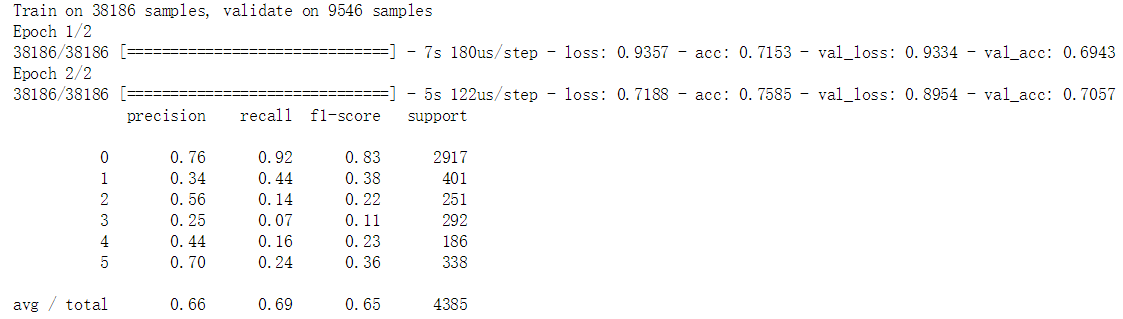 Train on 38186 samples, validate on 9546 samples
Epoch 1/2
38186/38186 [==============================] - 7s 180us/step - loss: 0.9357 - acc: 0.7153 - val_loss: 0.9334 - val_acc: 0.6943
Epoch 2/2
38186/38186 [==============================] - 5s 122us/step - loss: 0.7188 - acc: 0.7585 - val_loss: 0.8954 - val_acc: 0.7057
precision recall f1-score support
0 0.76 0.92 0.83 2917
1 0.34 0.44 0.38 401
2 0.56 0.14 0.22 251
3 0.25 0.07 0.11 292
4 0.44 0.16 0.23 186
5 0.70 0.24 0.36 338
avg / total 0.66 0.69 0.65 4385